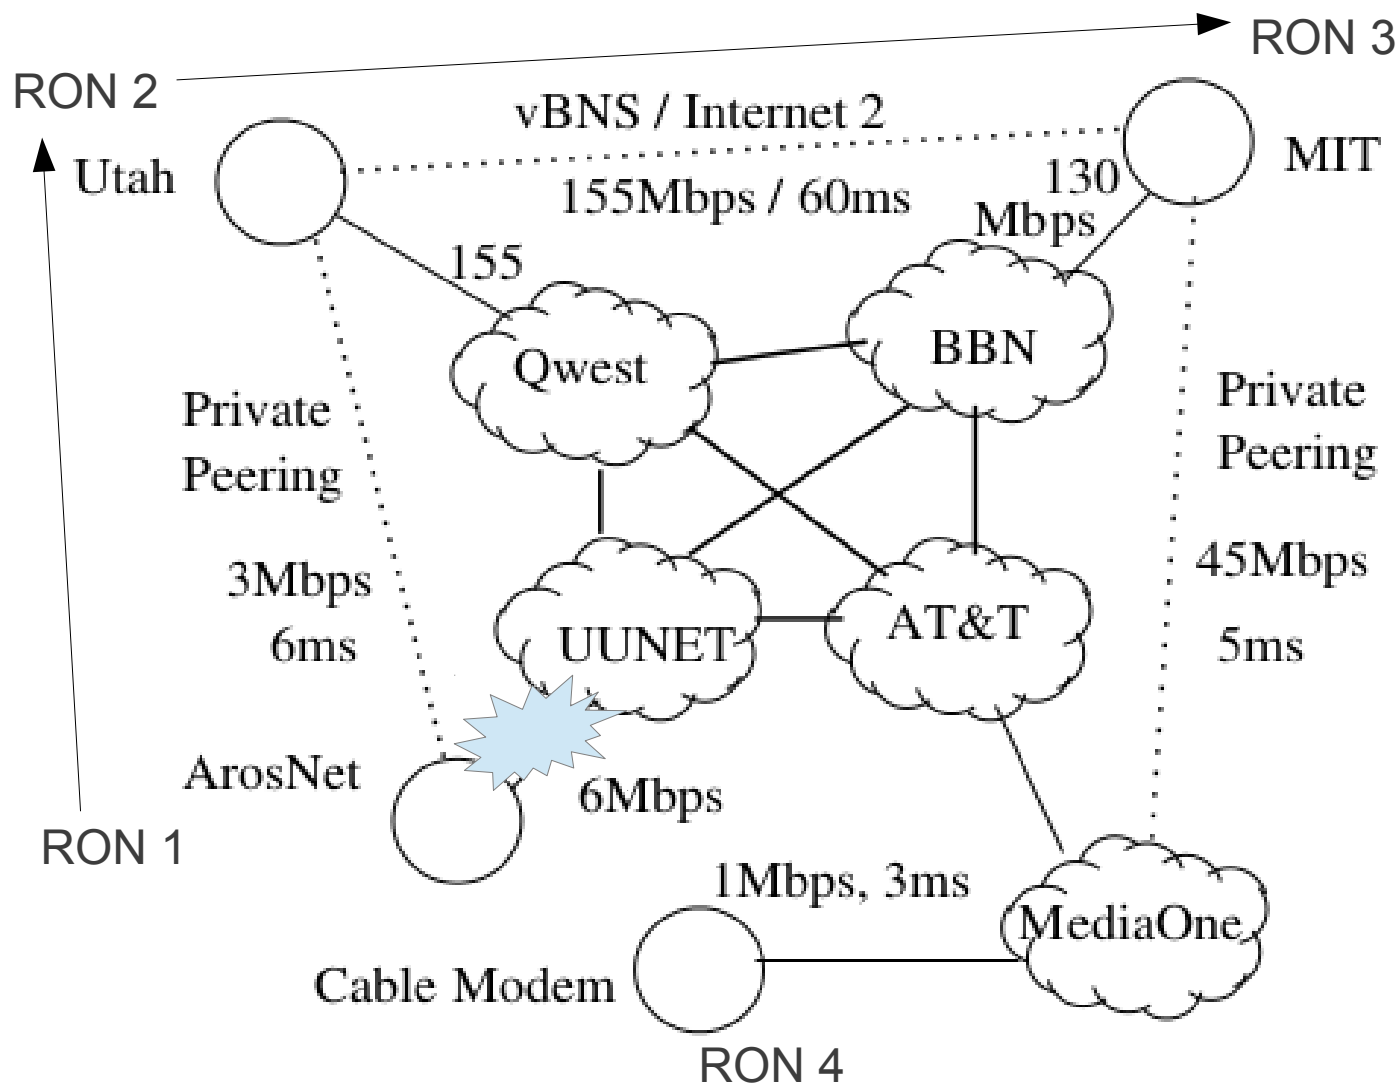 RON 3
RON 2
vBNS / Internet 2
Utah
MIT
155Mbps / 60ms
130
Mbps
155
BBN
Qwest
Private
Peering
Private
Peering
3Mbps
6ms
45Mbps
5ms
UUNET
AT&T
ArosNet
6Mbps
RON 1
1Mbps, 3ms
MediaOne
Cable Modem
RON 4